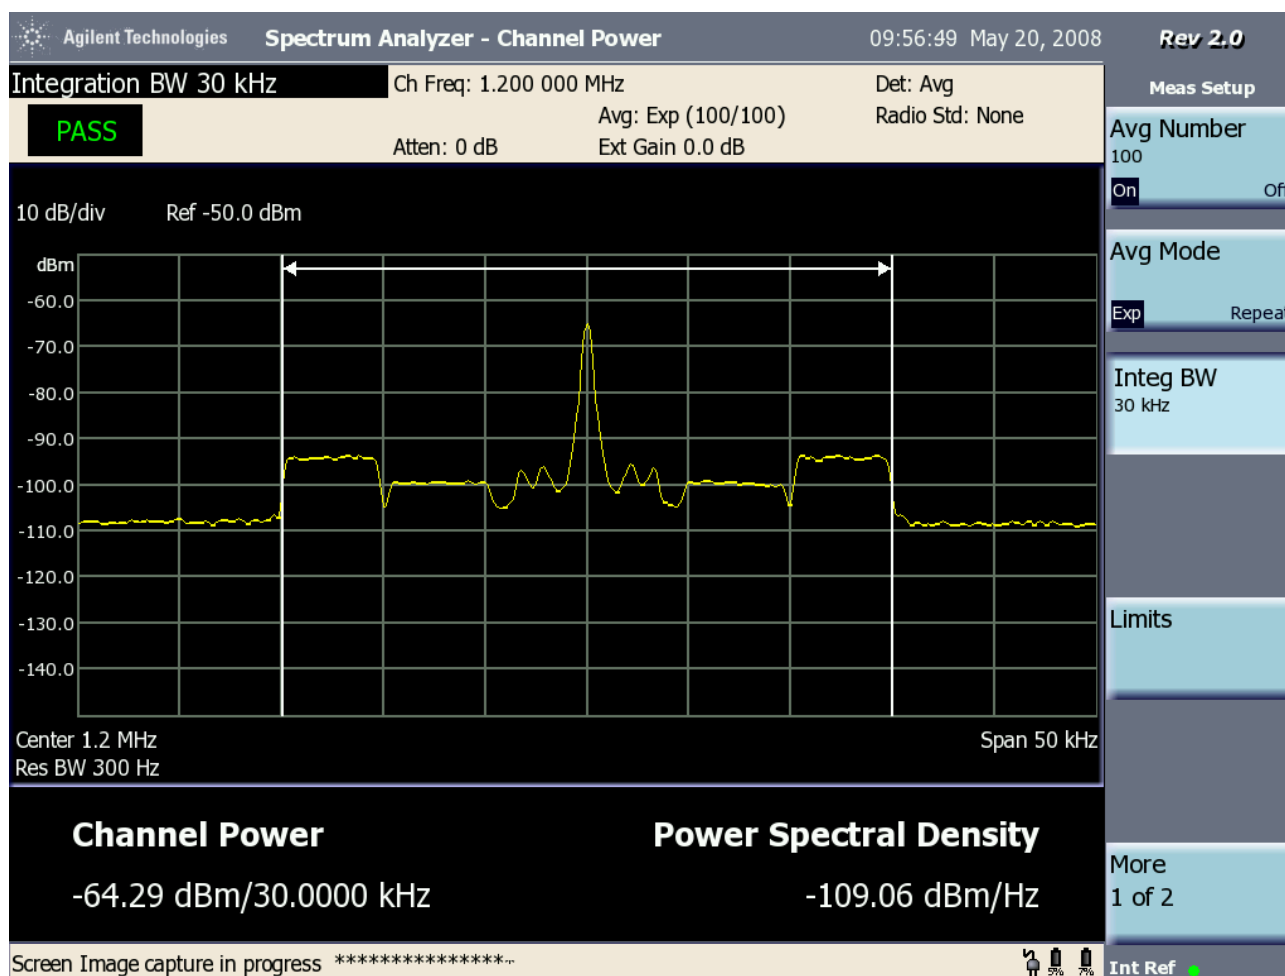 Agilent Technologies Spectrum Analyzer - Channel Power 09:56:49 May 20, 2008 Rev 2.0
Integration BW 30 kHz Ch Freq: 1.200 000 MHz Det: Avg
PASS Avg: Exp (100/100) Radio Std: None
Atten: 0 dB Ext Gain 0.0 dB
10 dB/div Ref -50.0 dBm
dBm
-60.0
-70.0
-80.0
-90.0
-100.0
-110.0
-120.0
-130.0
-140.0
Center 1.2 MHz Span 50 kHz
Res BW 300 Hz
Channel Power Power Spectral Density
-64.29 dBm/30.0000 kHz -109.06 dBm/Hz
Screen Image capture in progress ***************
5% 7%
Meas Setup
Avg Number
100
On Of
Avg Mode
Exp Repeat
Integ BW
30 kHz
Limits
More
1 of 2
Int Ref